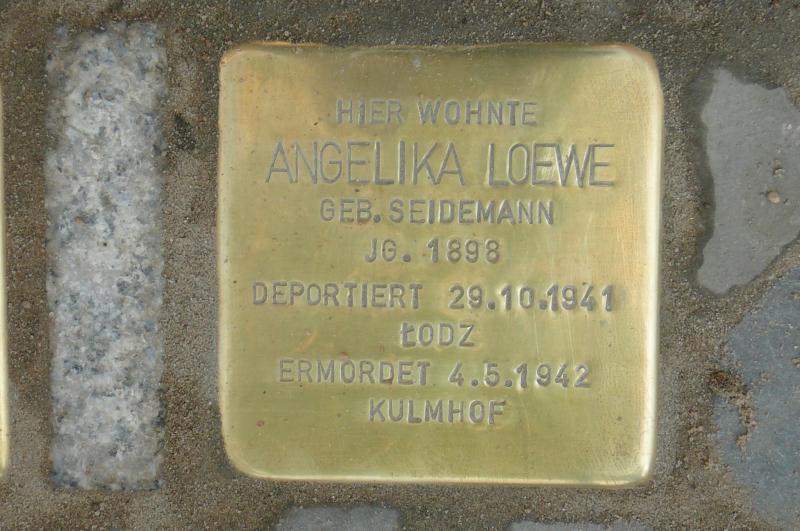 HIER WOHNTE
ANGELIKA LOEWE
GEB. SEIDEMANN
JG. 1898
DEPORTIERT 29.10.1941
ŁODZ
ERMORDET 4.5.1942
KULMHOF